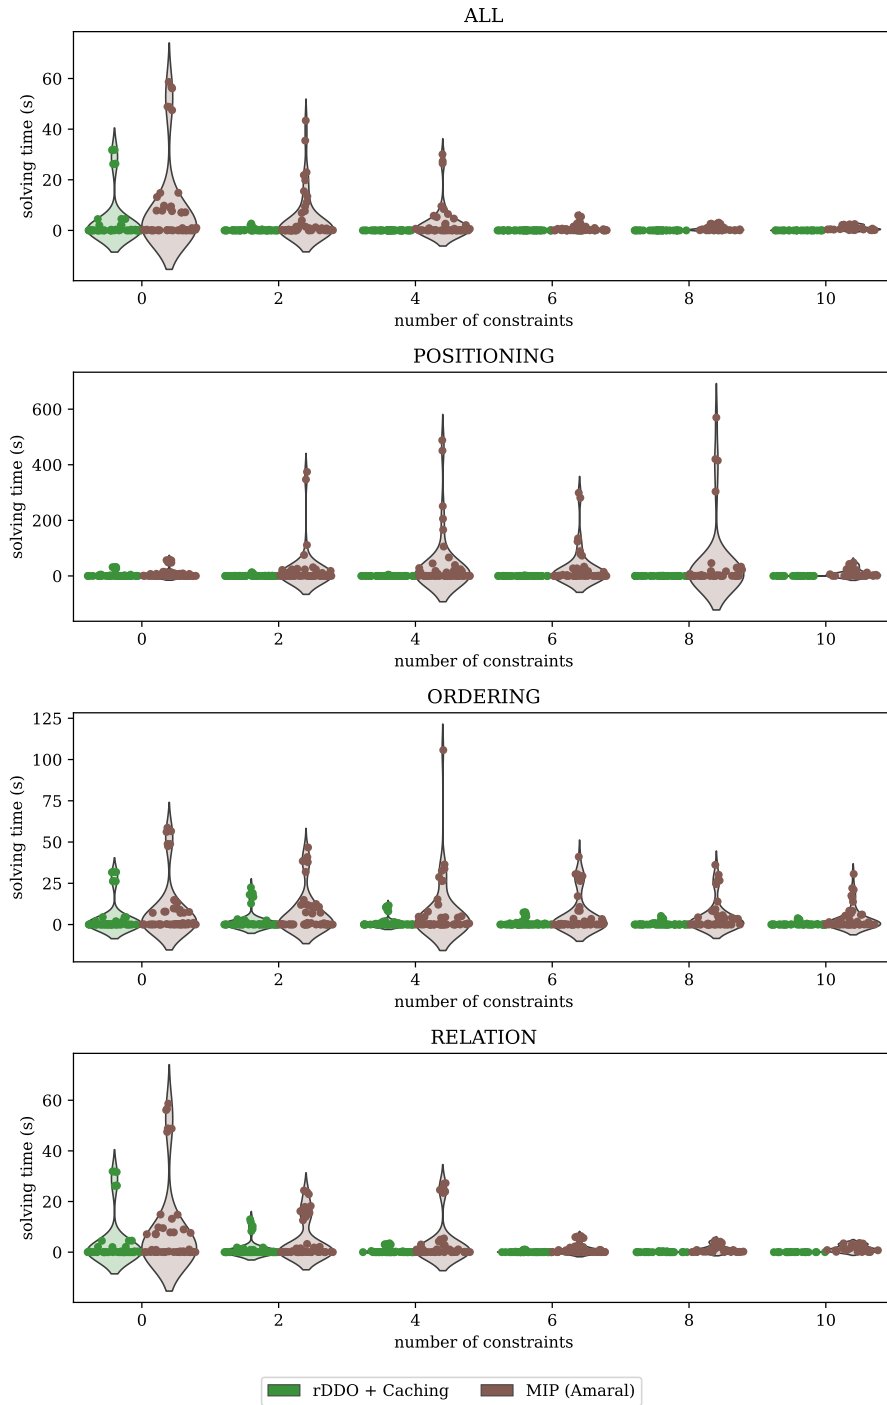 ALL
60
40
20
0
solving time (s)
0 2 4 6 8 10
number of constraints
POSITIONING
600
400
200
0
solving time (s)
0 2 4 6 8 10
number of constraints
ORDERING
125
100
75
50
25
0
solving time (s)
0 2 4 6 8 10
number of constraints
RELATION
60
40
20
0
solving time (s)
0 2 4 6 8 10
number of constraints
rDDO + Caching MIP (Amaral)